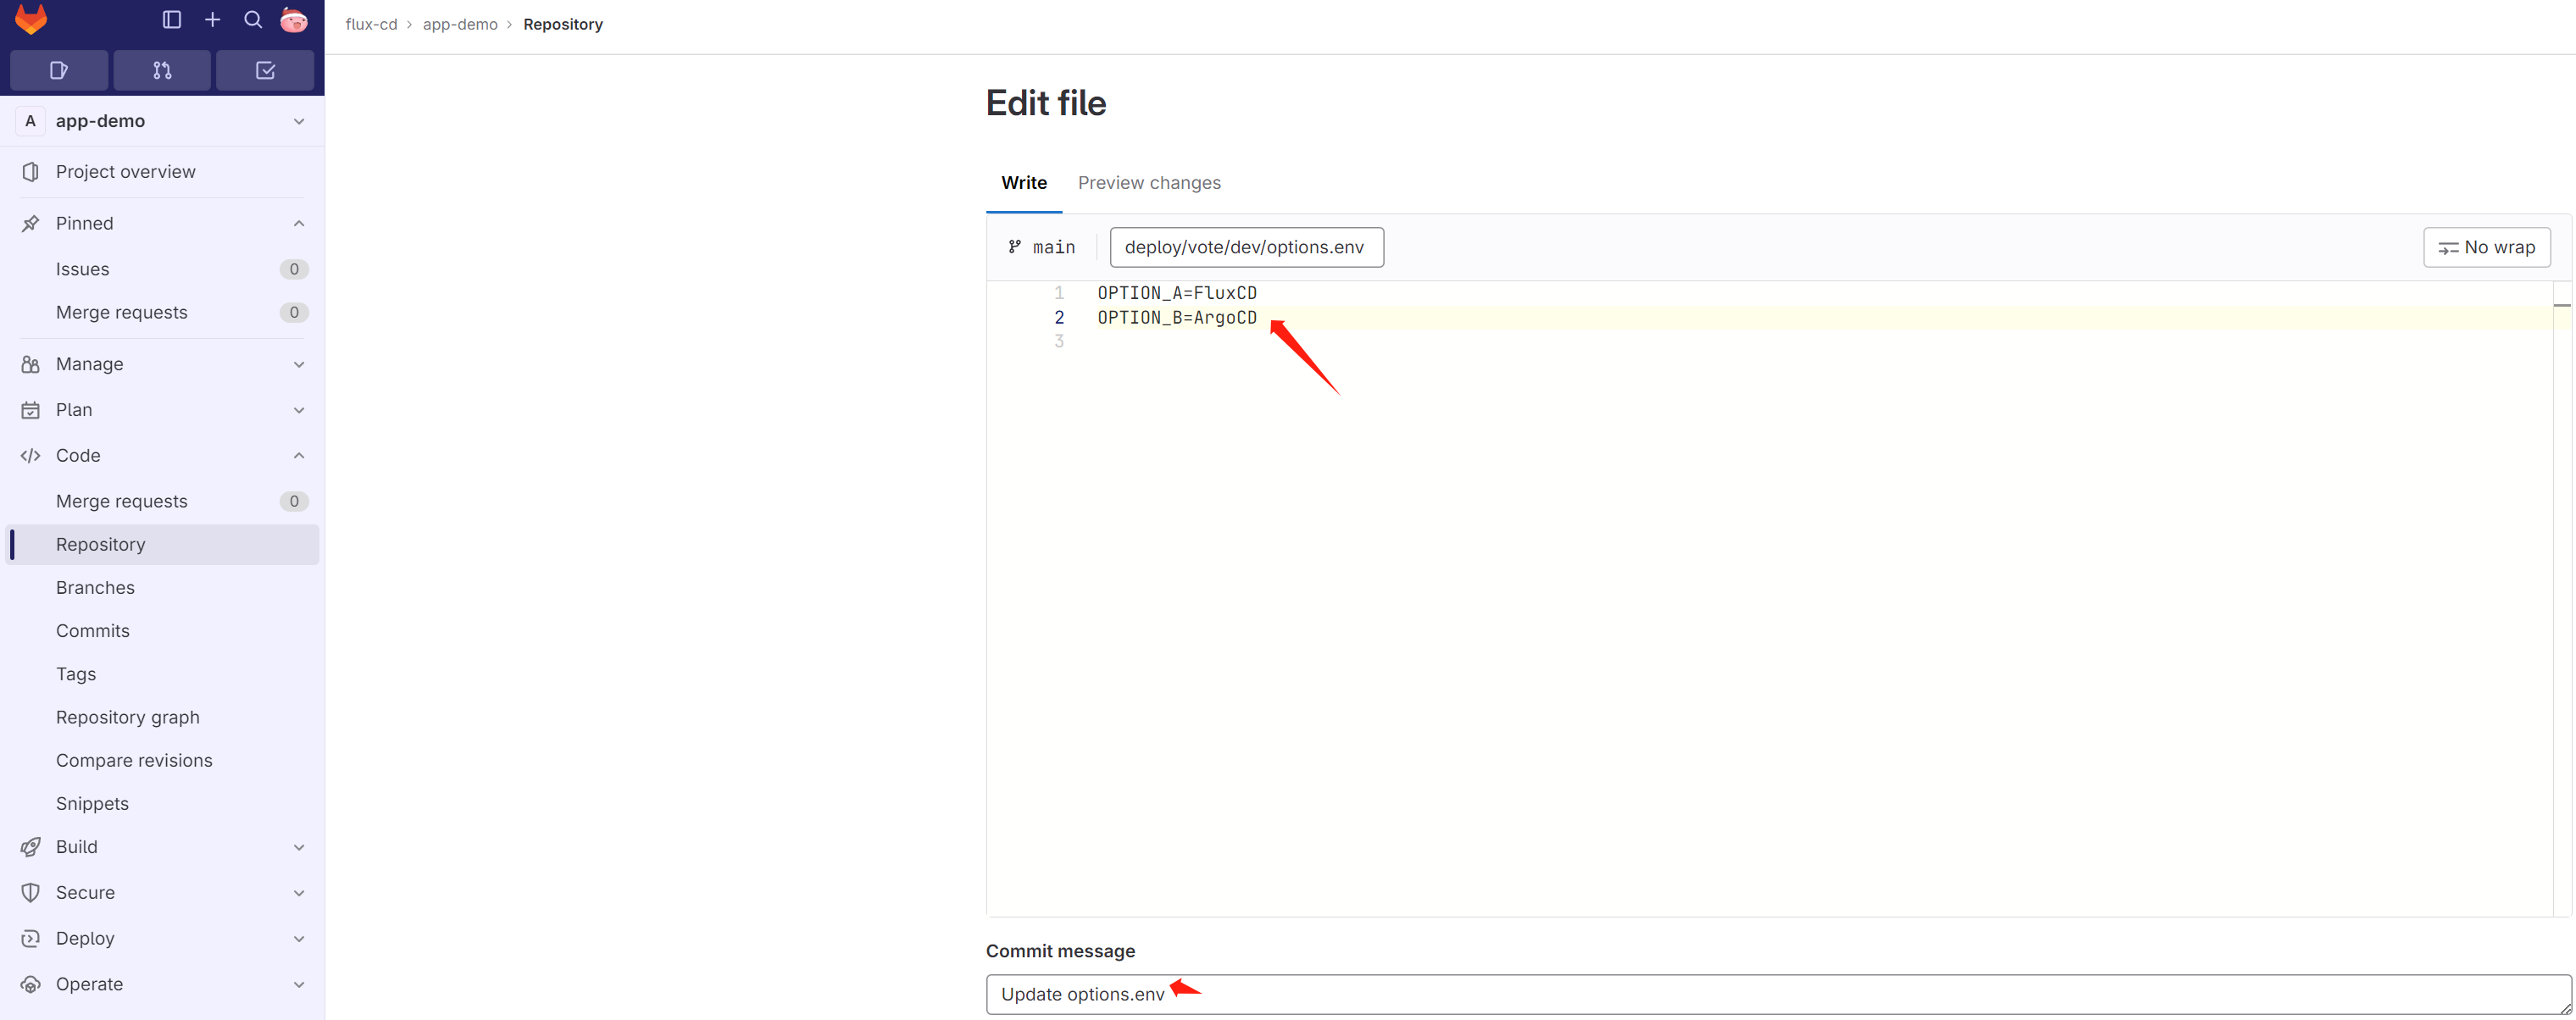 flux-cd › app-demo › Repository
A app-demo
Project overview
Pinned
Issues 0
Merge requests 0
Manage
Plan
Code
Merge requests 0
Repository
Branches
Commits
Tags
Repository graph
Compare revisions
Snippets
Build
Secure
Deploy
Operate
Edit file
Write Preview changes
main deploy/vote/dev/options.env No wrap
1 OPTION_A=FluxCD
2 OPTION_B=ArgoCD
3
Commit message
Update options.env